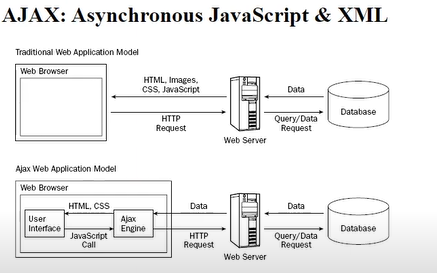 AJAX: Asynchronous JavaScript & XML
Traditional Web Application Model
Web Browser
HTML, Images,
CSS, JavaScript
HTTP
Request
Web Server
Data
Query/Data
Request
Database
Ajax Web Application Model
Web Browser
User
Interface
HTML, CSS
JavaScript
Call
Ajax
Engine
Data
HTTP
Request
Web Server
Data
Query/Data
Request
Database